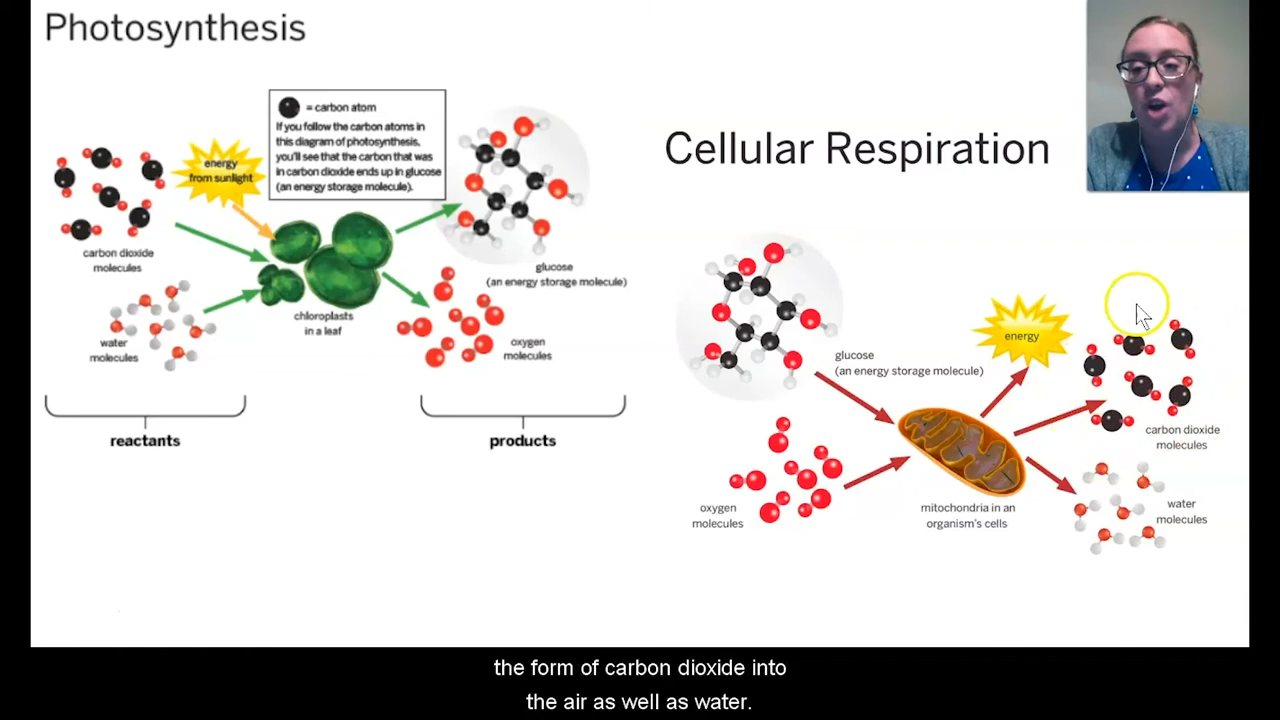 Photosynthesis
= carbon atom
If you follow the carbon atoms in
this diagram of photosynthesis,
you'll see that the carbon that was
in carbon dioxide ends up in glucose
(an energy storage molecule).
energy
from sunlight
carbon dioxide
molecules
glucose
(an energy storage molecule)
chloroplasts
in a leaf
water
molecules
oxygen
molecules
reactants
products
Cellular Respiration
glucose
(an energy storage molecule)
energy
carbon dioxide
molecules
oxygen
molecules
mitochondria in an
organism's cells
water
molecules
the form of carbon dioxide into
the air as well as water.